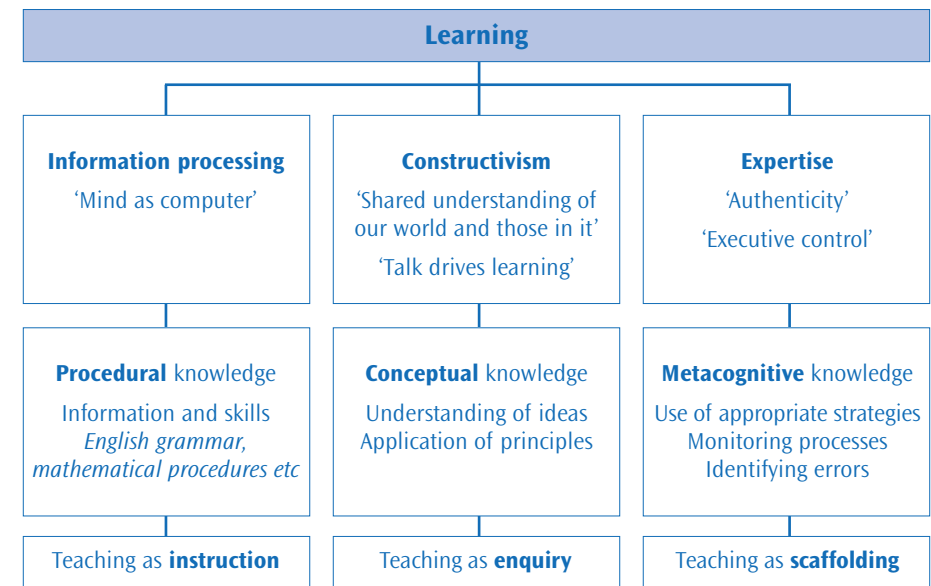 Learning
Information processing
‘Mind as computer’
Constructivism
‘Shared understanding of
our world and those in it’
‘Talk drives learning’
Expertise
‘Authenticity’
‘Executive control’
Procedural knowledge
Information and skills
English grammar,
mathematical procedures etc
Conceptual knowledge
Understanding of ideas
Application of principles
Metacognitive knowledge
Use of appropriate strategies
Monitoring processes
Identifying errors
Teaching as instruction
Teaching as enquiry
Teaching as scaffolding